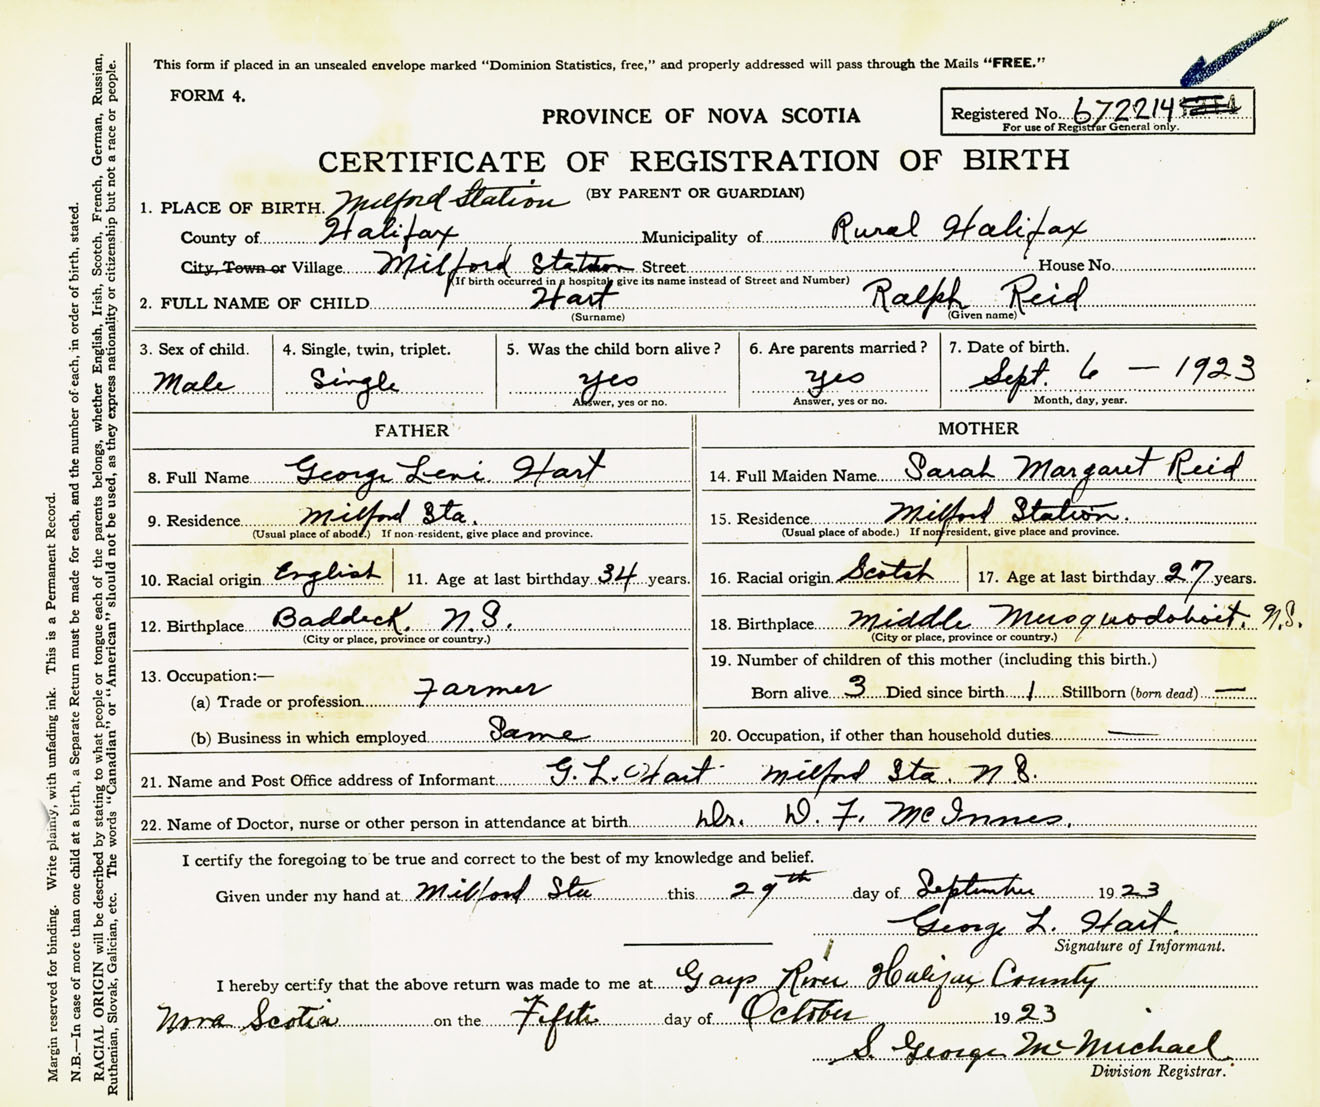 This form if placed in an unsealed envelope marked "Dominion Statistics, free," and properly addressed will pass through the Mails "FREE."
FORM 4.
PROVINCE OF NOVA SCOTIA
Registered No. 672214
For use of Registrar General only.
CERTIFICATE OF REGISTRATION OF BIRTH
(BY PARENT OR GUARDIAN)
1. PLACE OF BIRTH. Milford Station
County of Halifax Municipality of Rural Halifax
City, Town or Village Milford Station Street House No.
(If birth occurred in a hospital, give its name instead of Street and Number)
2. FULL NAME OF CHILD Hart Ralph Reid
(Surname) (Given name)
3. Sex of child. 4. Single, twin, triplet. 5. Was the child born alive? 6. Are parents married? 7. Date of birth.
Male Single yes yes Sept. 6 — 1923
Answer, yes or no. Answer, yes or no. Month, day, year.
FATHER MOTHER
8. Full Name George Levi Hart 14. Full Maiden Name Sarah Margaret Reid
9. Residence Milford Sta. 15. Residence Milford Station.
(Usual place of abode.) If non-resident, give place and province. (Usual place of abode.) If non-resident, give place and province.
10. Racial origin English 11. Age at last birthday 34 years. 16. Racial origin Scotch 17. Age at last birthday 27 years.
12. Birthplace Baddeck, N.S. 18. Birthplace Middle Musquodoboit, N.S.
(City or place, province or country.) (City or place, province or country.)
13. Occupation:— 19. Number of children of this mother (including this birth.)
(a) Trade or profession Farmer Born alive 3 Died since birth 1 Stillborn (born dead) —
(b) Business in which employed Same 20. Occupation, if other than household duties —
21. Name and Post Office address of Informant G. L. Hart Milford Sta. N.S.
22. Name of Doctor, nurse or other person in attendance at birth Dr. D. F. McInnes.
I certify the foregoing to be true and correct to the best of my knowledge and belief.
Given under my hand at Milford Sta this 29th day of September 1923
George L. Hart.
Signature of Informant.
I hereby certify that the above return was made to me at Gays River Halifax County
Nova Scotia on the Fifth day of October 1923
S. George McMichael.
Division Registrar.
Margin reserved for binding. Write plainly, with unfading ink. This is a Permanent Record.
N.B.—In case of more than one child at a birth, a Separate Return must be made for each, and the number of each, in order of birth, stated.
RACIAL ORIGIN will be described by stating to what people or tongue each of the parents belongs, whether English, Irish, Scotch, French, German, Russian,
Ruthenian, Slovak, Galician, etc. The words "Canadian" or "American" should not be used, as they express nationality or citizenship but not a race or people.